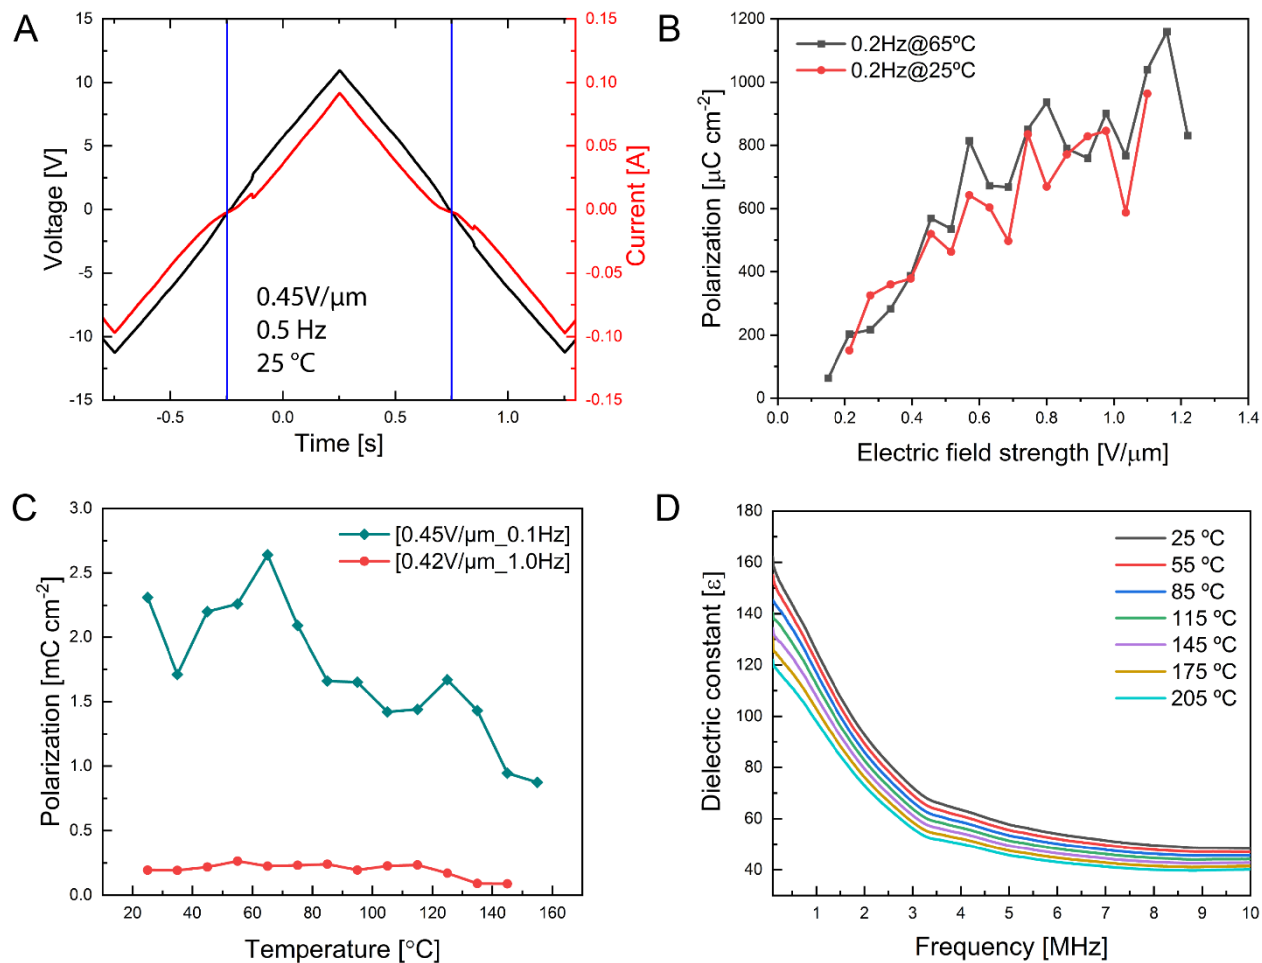 A
Voltage [V]
15
10
5
0
-5
-10
-15
0.15
0.10
0.05
0.00
-0.05
-0.10
-0.15
Current [A]
0.45V/μm
0.5 Hz
25 ºC
-0.5
0.0
0.5
1.0
Time [s]
B
Polarization [μC cm-2]
1200
1000
800
600
400
200
0
0.2Hz@65ºC
0.2Hz@25ºC
0.0
0.2
0.4
0.6
0.8
1.0
1.2
1.4
Electric field strength [V/μm]
C
Polarization [mC cm-2]
3.0
2.5
2.0
1.5
1.0
0.5
0.0
[0.45V/μm_0.1Hz]
[0.42V/μm_1.0Hz]
20
40
60
80
100
120
140
160
Temperature [°C]
D
Dielectric constant [ε]
180
160
140
120
100
80
60
40
25 ºC
55 ºC
85 ºC
115 ºC
145 ºC
175 ºC
205 ºC
1
2
3
4
5
6
7
8
9
10
Frequency [MHz]